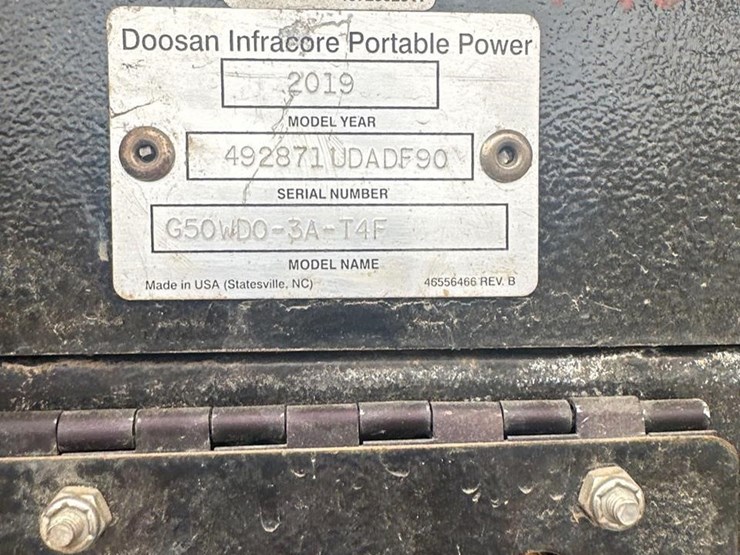 Doosan Infracore Portable Power
2019
MODEL YEAR
492871UDADF90
SERIAL NUMBER
G50WDO-3A-T4F
MODEL NAME
Made in USA (Statesville, NC) 46556466 REV. B